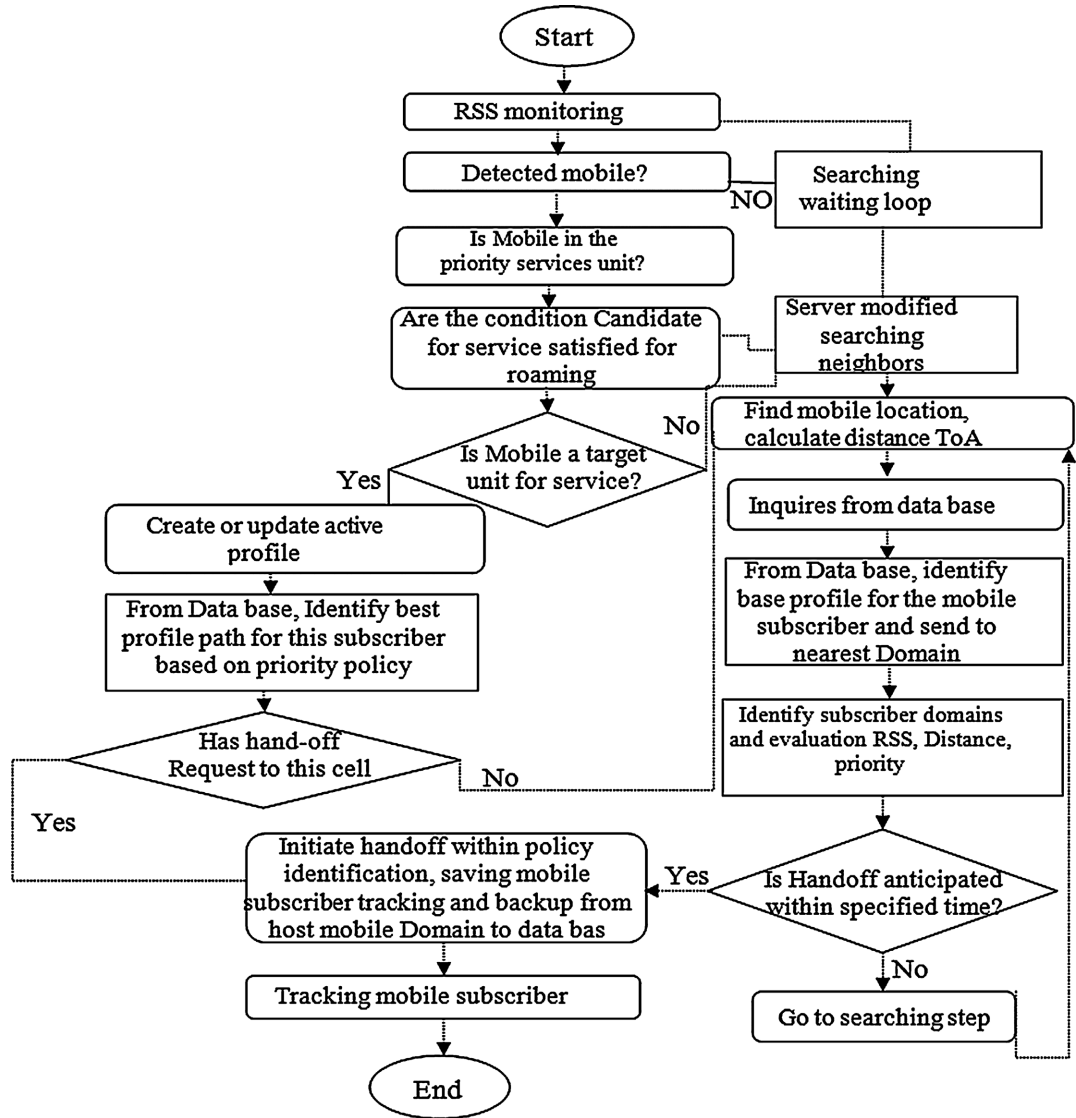 Start
RSS monitoring
Detected mobile?
NO
Searching
waiting loop
Is Mobile in the
priority services unit?
Are the condition Candidate
for service satisfied for
roaming
Server modified
searching
neighbors
Is Mobile a target
unit for service?
Yes
No
Find mobile location,
calculate distance ToA
Create or update active
profile
Inquires from data base
From Data base, Identify best
profile path for this subscriber
based on priority policy
From Data base, identify
base profile for the mobile
subscriber and send to
nearest Domain
Has hand-off
Request to this cell
Yes
No
Identify subscriber domains
and evaluation RSS, Distance,
priority
Initiate handoff within policy
identification, saving mobile
subscriber tracking and backup from
host mobile Domain to data bas
Yes
Is Handoff anticipated
within specified time?
No
Tracking mobile subscriber
Go to searching step
End